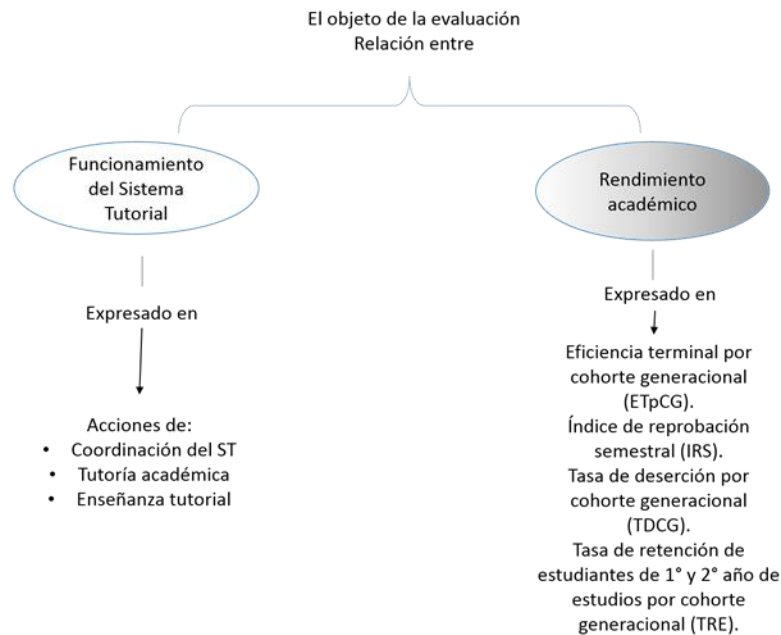 El objeto de la evaluación
Relación entre
Funcionamiento
del Sistema
Tutorial
Expresado en
Acciones de:
• Coordinación del ST
• Tutoría académica
• Enseñanza tutorial
Rendimiento
académico
Expresado en
Eficiencia terminal por
cohorte generacional
(ETpCG).
Índice de reprobación
semestral (IRS).
Tasa de deserción por
cohorte generacional
(TDCG).
Tasa de retención de
estudiantes de 1° y 2° año de
estudios por cohorte
generacional (TRE).